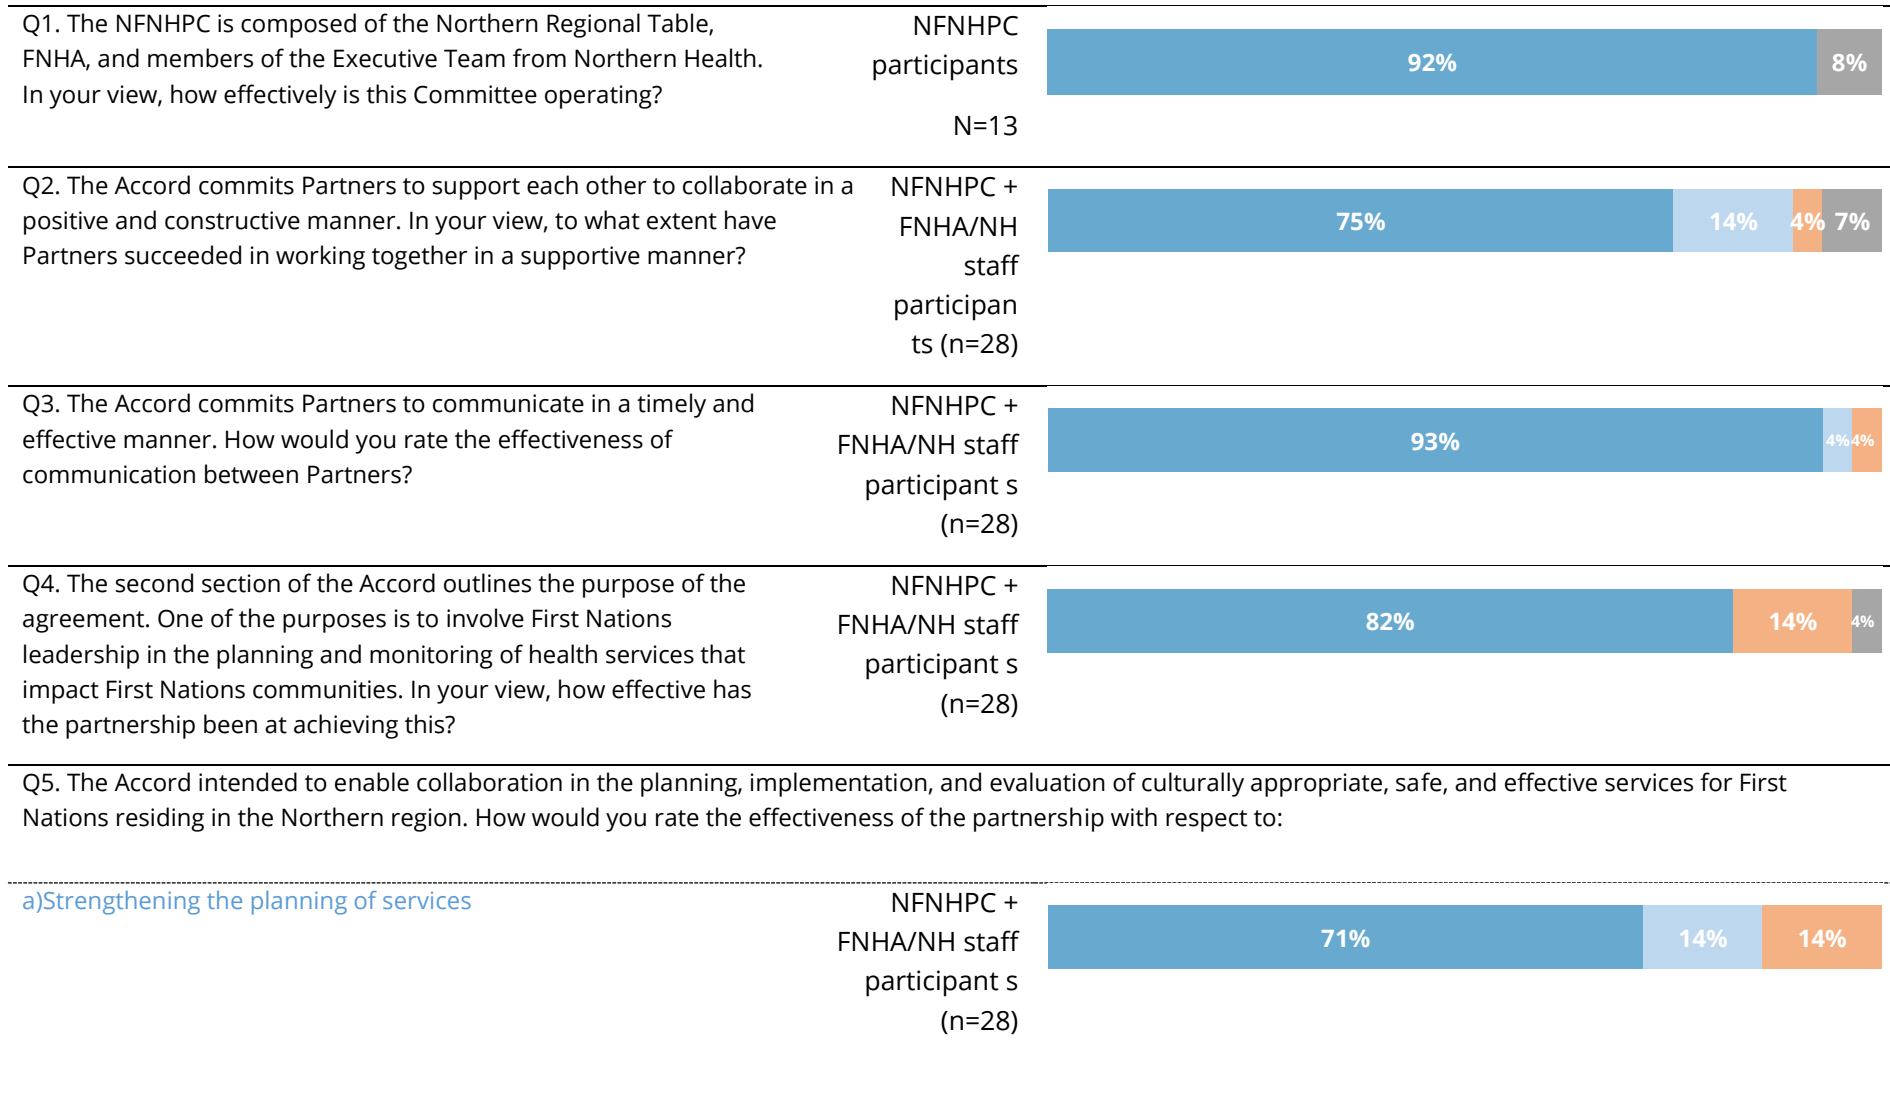 Q1. The NFNHPC is composed of the Northern Regional Table,
FNHA, and members of the Executive Team from Northern Health.
In your view, how effectively is this Committee operating?
NFNHPC
participants
N=13
92%
8%
Q2. The Accord commits Partners to support each other to collaborate in a
positive and constructive manner. In your view, to what extent have
Partners succeeded in working together in a supportive manner?
NFNHPC +
FNHA/NH
staff
participan
ts (n=28)
75%
14%
4%
7%
Q3. The Accord commits Partners to communicate in a timely and
effective manner. How would you rate the effectiveness of
communication between Partners?
NFNHPC +
FNHA/NH staff
participant s
(n=28)
93%
4%
4%
Q4. The second section of the Accord outlines the purpose of the
agreement. One of the purposes is to involve First Nations
leadership in the planning and monitoring of health services that
impact First Nations communities. In your view, how effective has
the partnership been at achieving this?
NFNHPC +
FNHA/NH staff
participant s
(n=28)
82%
14%
4%
Q5. The Accord intended to enable collaboration in the planning, implementation, and evaluation of culturally appropriate, safe, and effective services for First
Nations residing in the Northern region. How would you rate the effectiveness of the partnership with respect to:
a)Strengthening the planning of services
NFNHPC +
FNHA/NH staff
participant s
(n=28)
71%
14%
14%